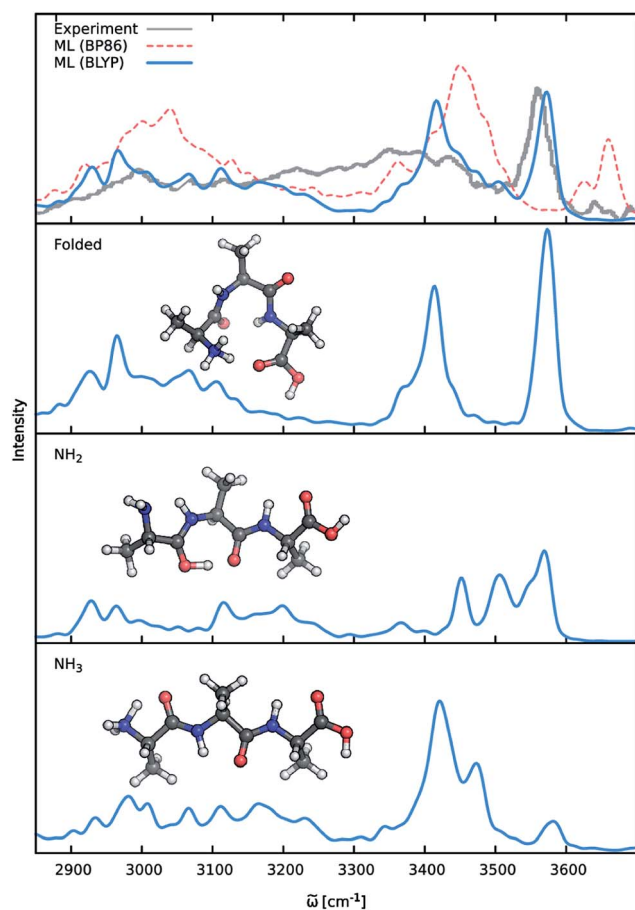 Experiment
ML (BP86)
ML (BLYP)
Folded
NH₂
NH₃
Intensity
2900 3000 3100 3200 3300 3400 3500 3600
ω̃ [cm⁻¹]